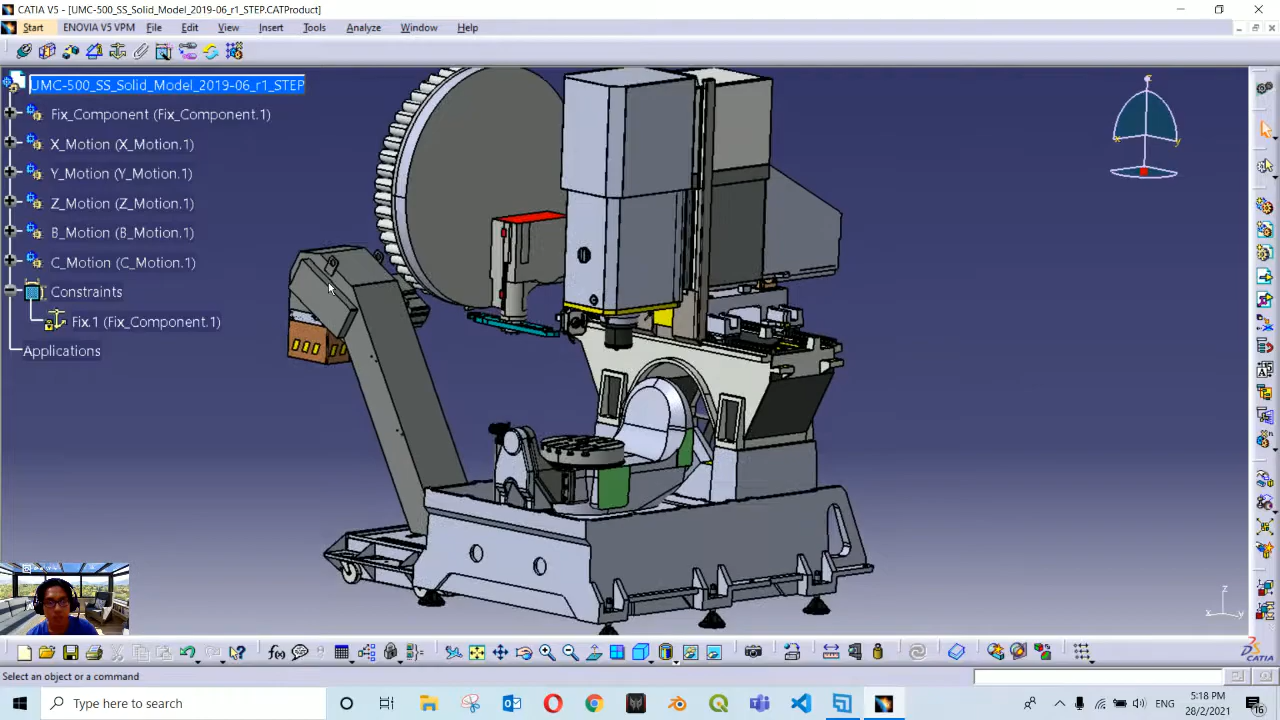 CATIA V5 - [UMC-500_SS_Solid_Model_2019-06_r1_STEP.CATProduct]
Start ENOVIA V5 VPM File Edit View Insert Tools Analyze Window Help
UMC-500_SS_Solid_Model_2019-06_r1_STEP
Fix_Component (Fix_Component.1)
X_Motion (X_Motion.1)
Y_Motion (Y_Motion.1)
Z_Motion (Z_Motion.1)
B_Motion (B_Motion.1)
C_Motion (C_Motion.1)
Constraints
Fix.1 (Fix_Component.1)
Applications
z
x y
f(x)
CATIA
Select an object or a command
Type here to search
ENG
5:18 PM
28/2/2021
16